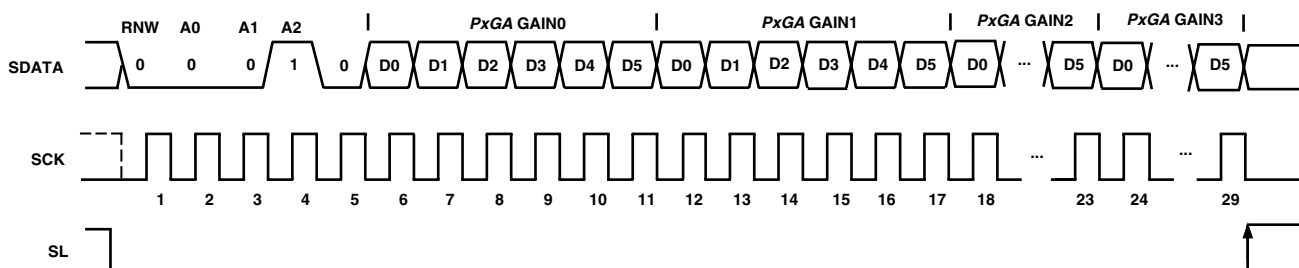 PxGA GAIN0 PxGA GAIN1 PxGA GAIN2 PxGA GAIN3
RNW A0 A1 A2
SDATA 0 0 0 1 0 D0 D1 D2 D3 D4 D5 D0 D1 D2 D3 D4 D5 D0 ... D5 D0 ... D5
SCK ... ...
1 2 3 4 5 6 7 8 9 10 11 12 13 14 15 16 17 18 23 24 29
SL